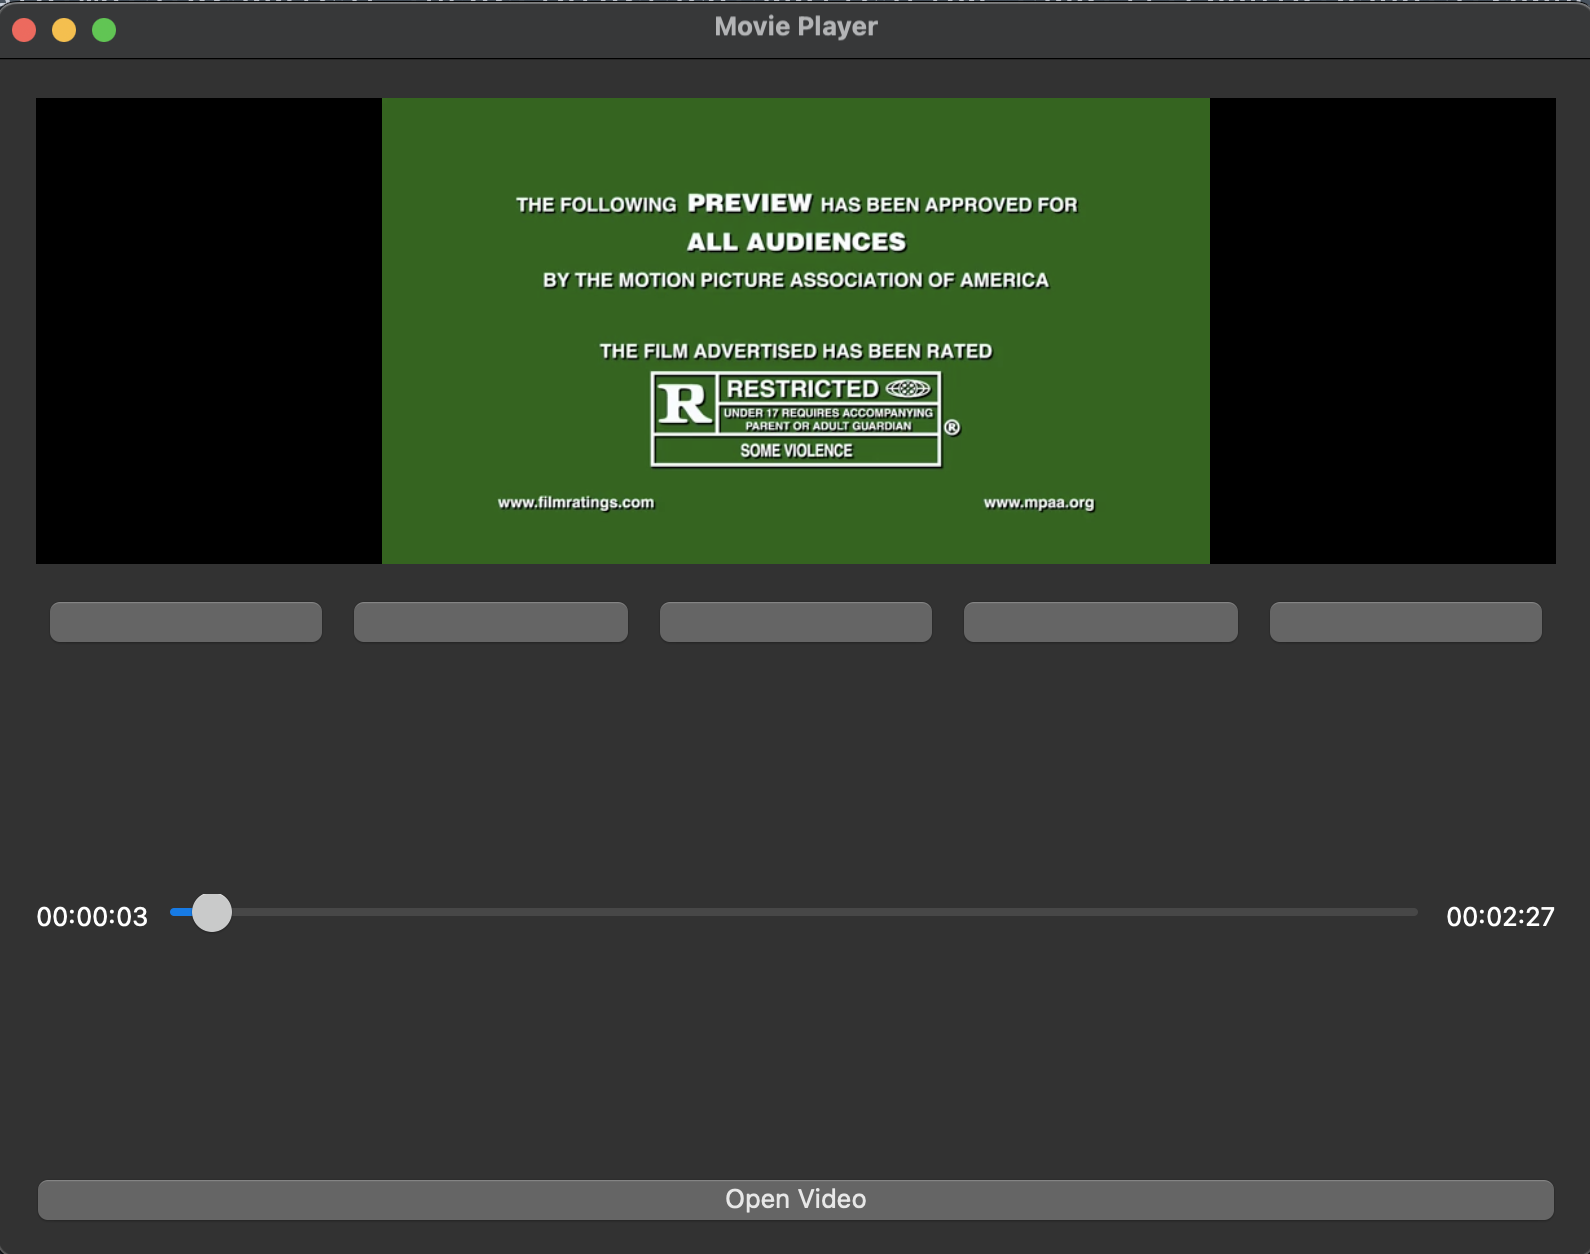 Movie Player
THE FOLLOWING PREVIEW HAS BEEN APPROVED FOR
ALL AUDIENCES
BY THE MOTION PICTURE ASSOCIATION OF AMERICA
THE FILM ADVERTISED HAS BEEN RATED
R RESTRICTED
UNDER 17 REQUIRES ACCOMPANYING
PARENT OR ADULT GUARDIAN
®
SOME VIOLENCE
www.filmratings.com
www.mpaa.org
00:00:03
00:02:27
Open Video